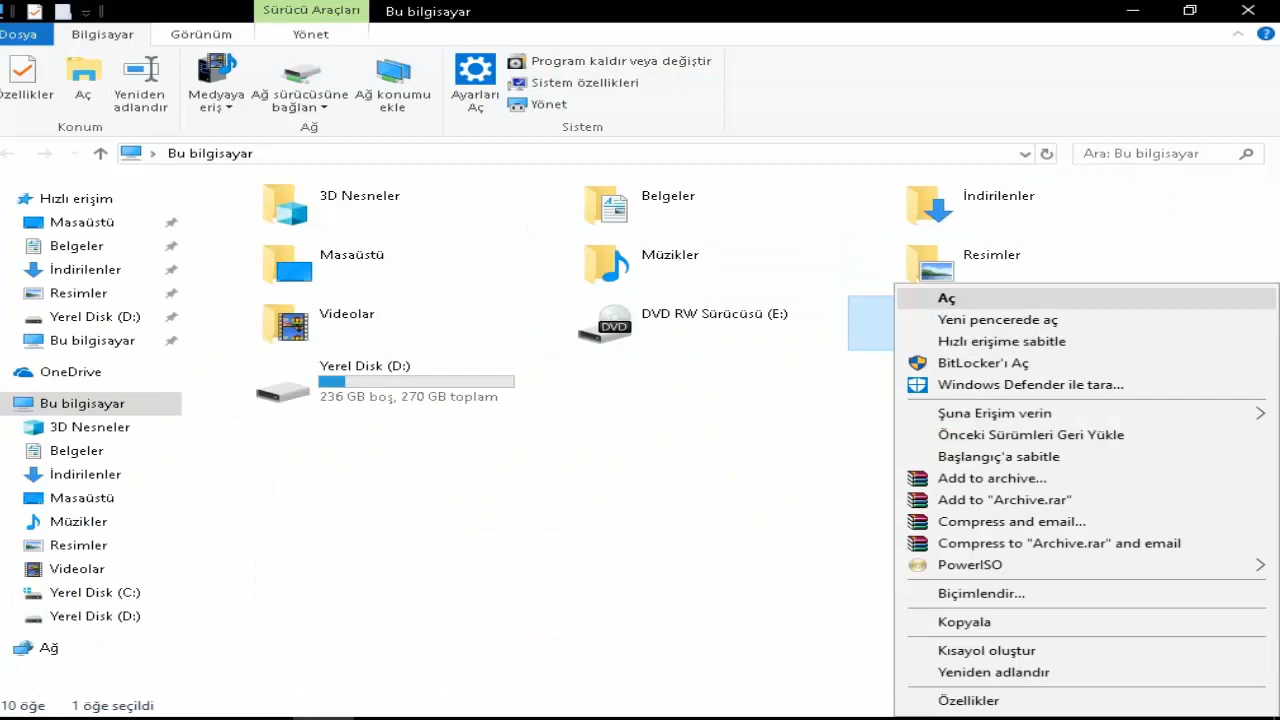 Sürücü Araçları
Bu bilgisayar
Dosya
Bilgisayar
Görünüm
Yönet
Özellikler
Aç
Yeniden
adlandır
Medyaya
eriş
Ağ sürücüsüne
bağlan
Ağ konumu
ekle
Ayarları
Aç
Program kaldır veya değiştir
Sistem özellikleri
Yönet
Konum
Ağ
Sistem
Bu bilgisayar
Ara: Bu bilgisayar
Hızlı erişim
Masaüstü
Belgeler
İndirilenler
Resimler
Yerel Disk (D:)
Bu bilgisayar
OneDrive
Bu bilgisayar
3D Nesneler
Belgeler
İndirilenler
Masaüstü
Müzikler
Resimler
Videolar
Yerel Disk (C:)
Yerel Disk (D:)
Ağ
3D Nesneler
Belgeler
İndirilenler
Masaüstü
Müzikler
Resimler
Videolar
DVD
DVD RW Sürücüsü (E:)
Yerel Disk (D:)
236 GB boş, 270 GB toplam
Aç
Yeni pencerede aç
Hızlı erişime sabitle
BitLocker'ı Aç
Windows Defender ile tara...
Şuna Erişim verin
Önceki Sürümleri Geri Yükle
Başlangıç'a sabitle
Add to archive...
Add to "Archive.rar"
Compress and email...
Compress to "Archive.rar" and email
PowerISO
Biçimlendir...
Kopyala
Kısayol oluştur
Yeniden adlandır
Özellikler
10 öğe
1 öğe seçildi